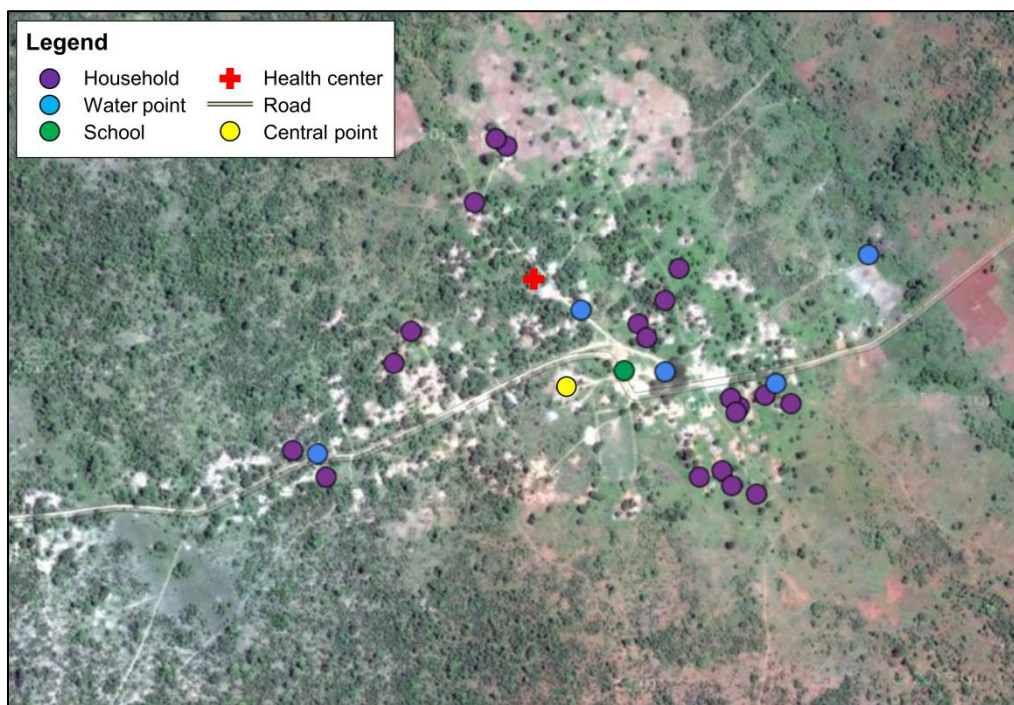 Legend
Household
Water point
School
Health center
Road
Central point